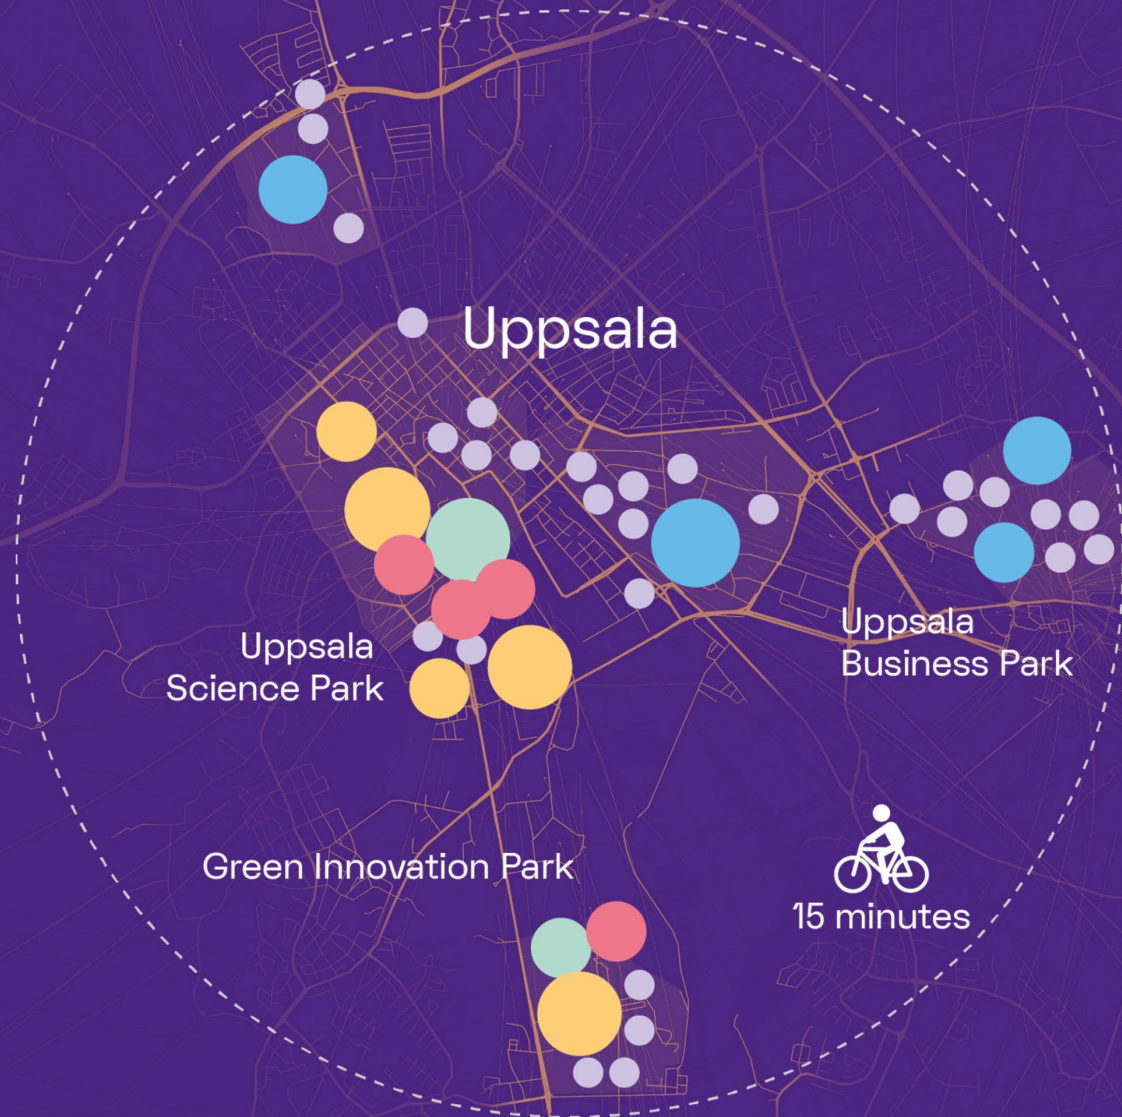 Uppsala
Uppsala
Science Park
Uppsala
Business Park
Green Innovation Park
15 minutes